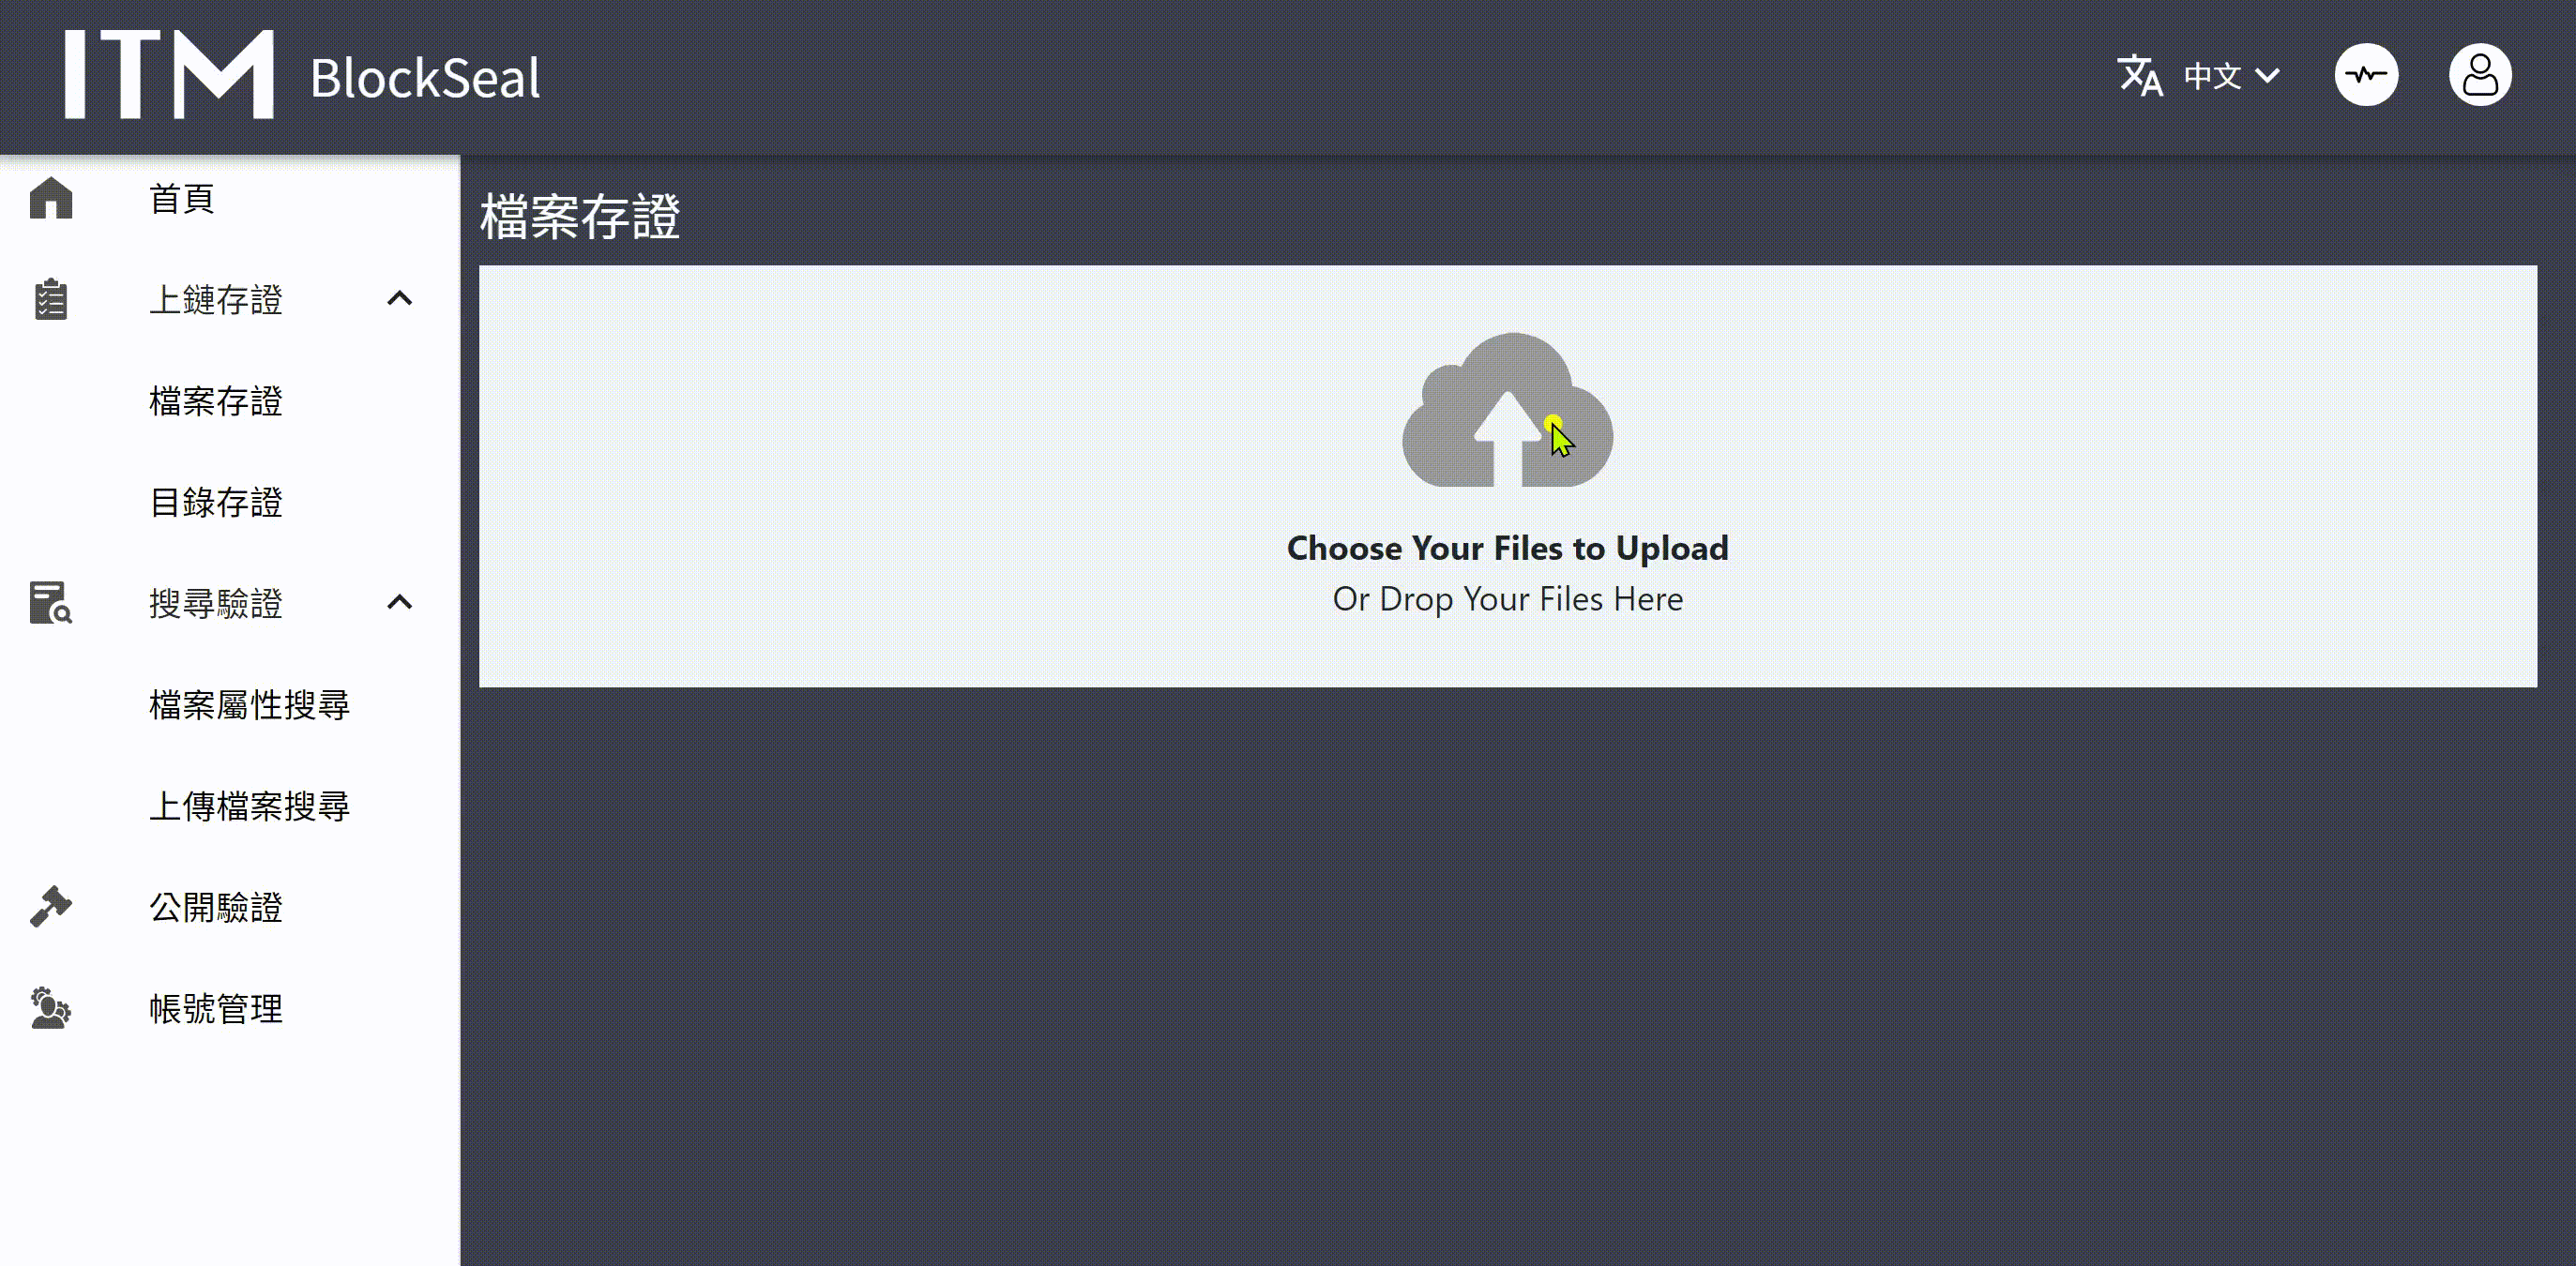 ITM BlockSeal
中文
首頁
上鏈存證
檔案存證
目錄存證
搜尋驗證
檔案屬性搜尋
上傳檔案搜尋
公開驗證
帳號管理
檔案存證
Choose Your Files to Upload
Or Drop Your Files Here